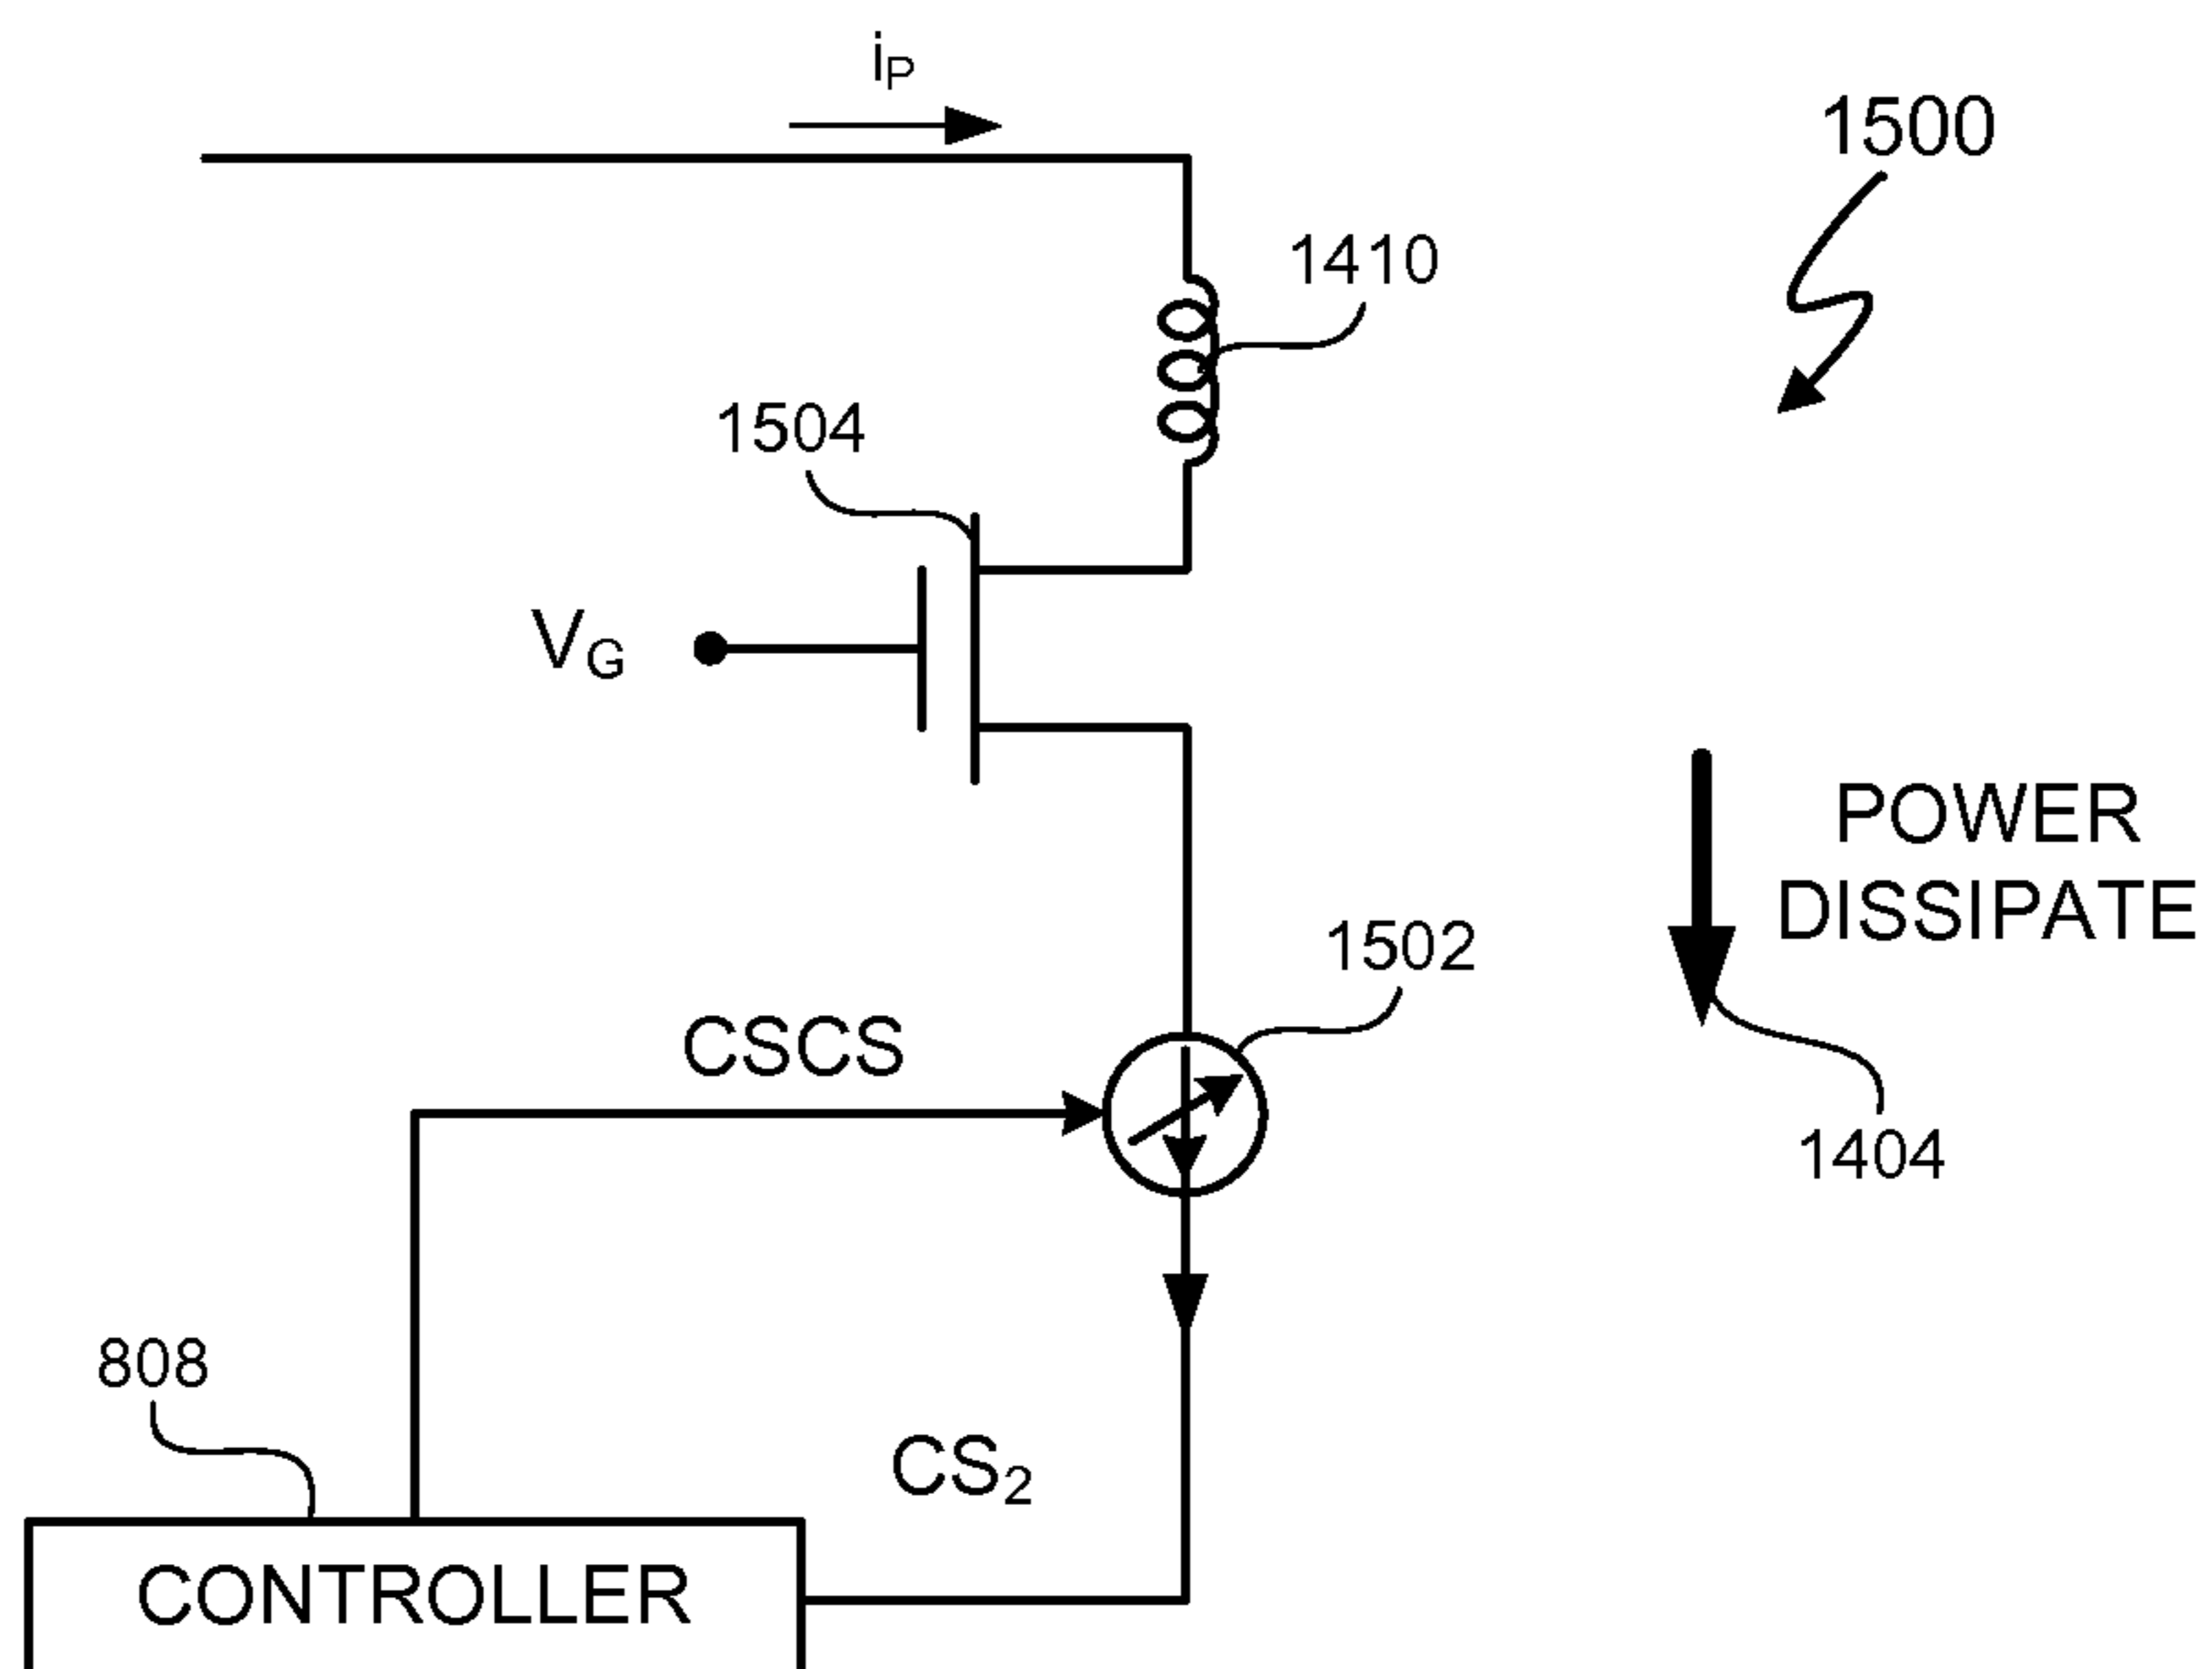 iP
1500
1410
1504
VG
POWER
DISSIPATE
1502
CSCS
1404
808
CS2
CONTROLLER